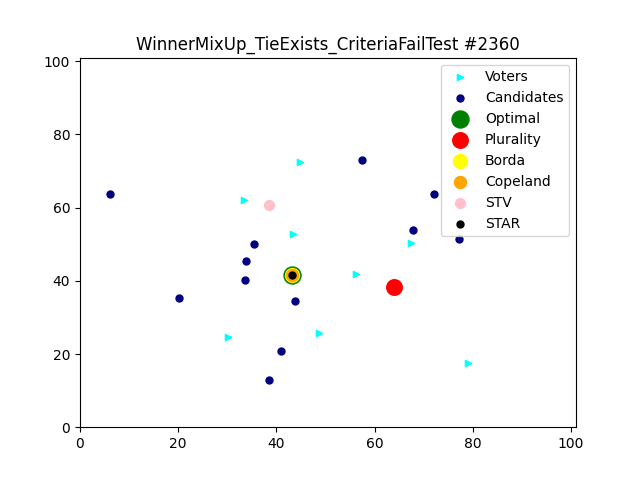 WinnerMixUp_TieExists_CriteriaFailTest #2360
100
80
60
40
20
0
0 20 40 60 80 100
Voters
Candidates
Optimal
Plurality
Borda
Copeland
STV
STAR